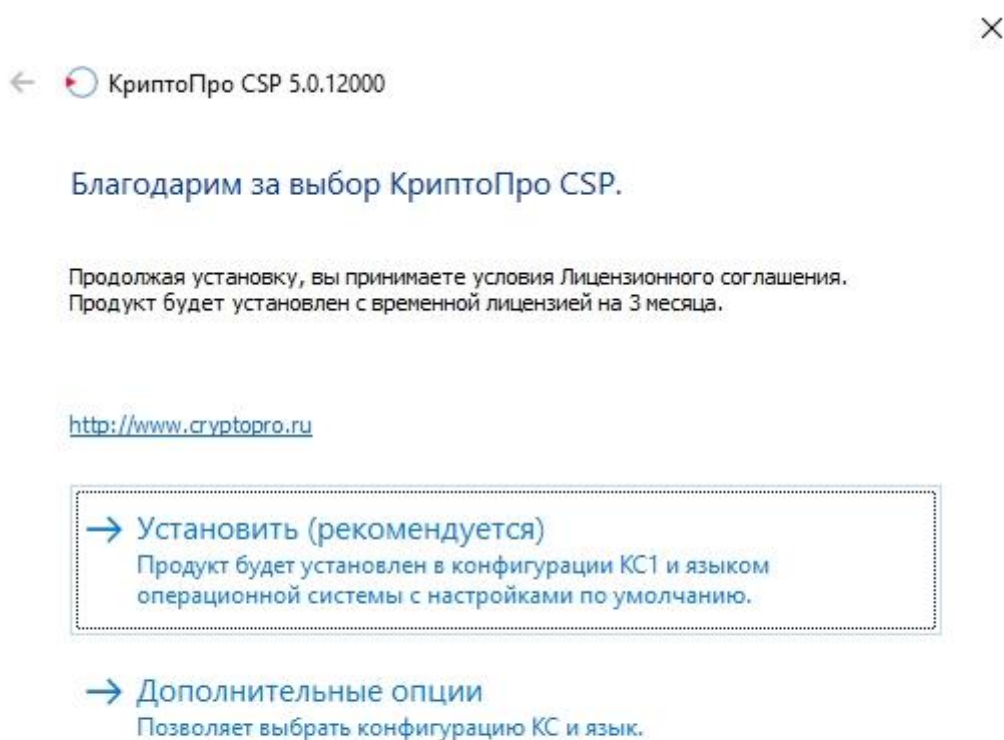 КриптоПро CSP 5.0.12000
Благодарим за выбор КриптоПро CSP.
Продолжая установку, вы принимаете условия Лицензионного соглашения.
Продукт будет установлен с временной лицензией на 3 месяца.
http://www.cryptopro.ru
Установить (рекомендуется)
Продукт будет установлен в конфигурации КС1 и языком
операционной системы с настройками по умолчанию.
Дополнительные опции
Позволяет выбрать конфигурацию КС и язык.